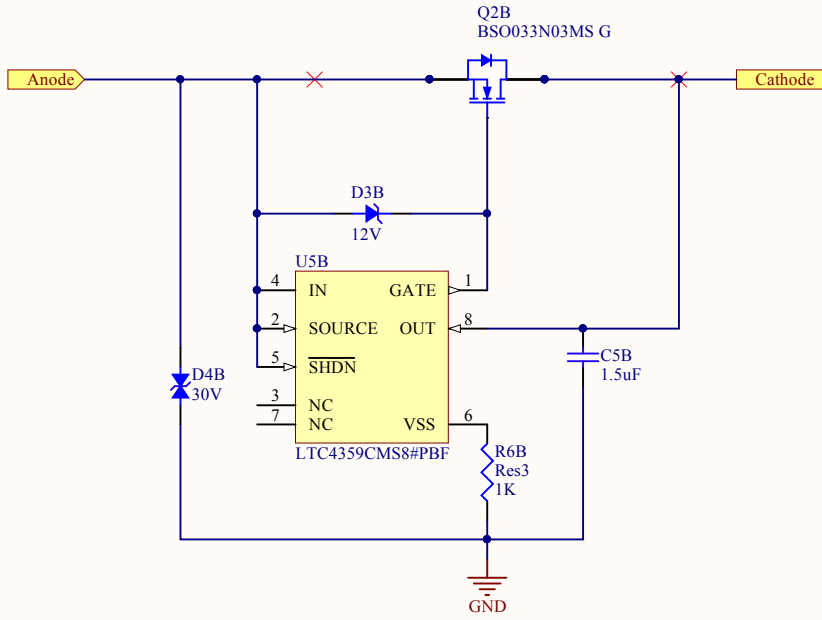 Q2B
BSO033N03MS G
Anode
Cathode
D3B
12V
U5B
4
IN
GATE
1
2
SOURCE
OUT
8
5
SHDN
3
NC
7
NC
VSS
6
LTC4359CMS8#PBF
D4B
30V
C5B
1.5uF
R6B
Res3
1K
GND